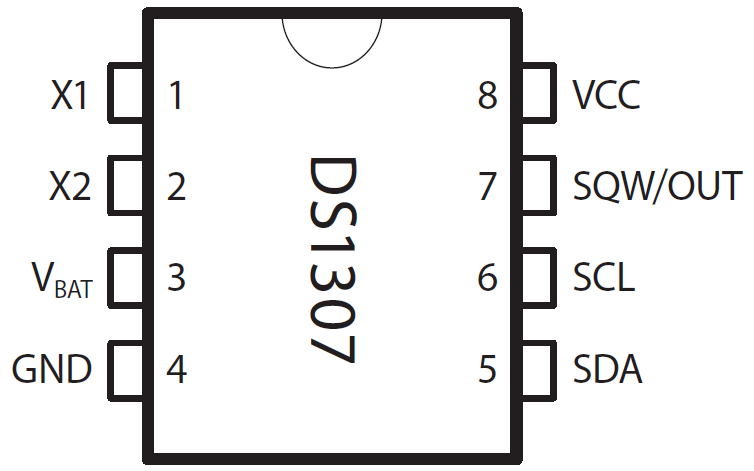 X1 1 8 VCC
X2 2 7 SQW/OUT
VBAT 3 6 SCL
GND 4 5 SDA
DS1307